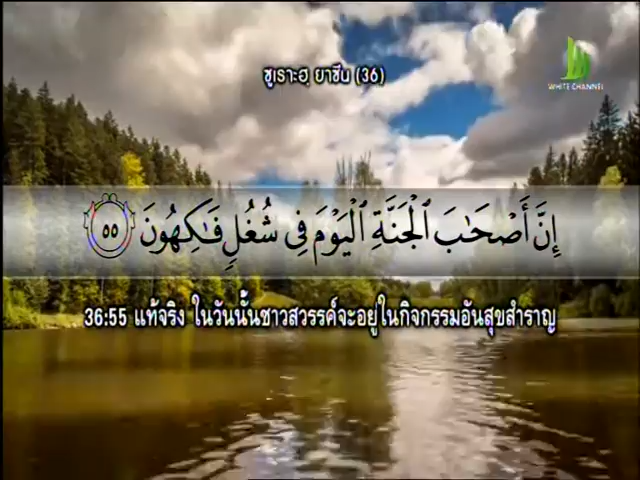 ซูเราะฮฺ ยาซีน (36)
WHITE CHANNEL
إِنَّ أَصْحَٰبَ ٱلْجَنَّةِ ٱلْيَوْمَ فِى شُغُلٍ فَٰكِهُونَ ٥٥
36:55 แท้จริง ในวันนั้นชาวสวรรค์จะอยู่ในกิจกรรมอันสุขสำราญ